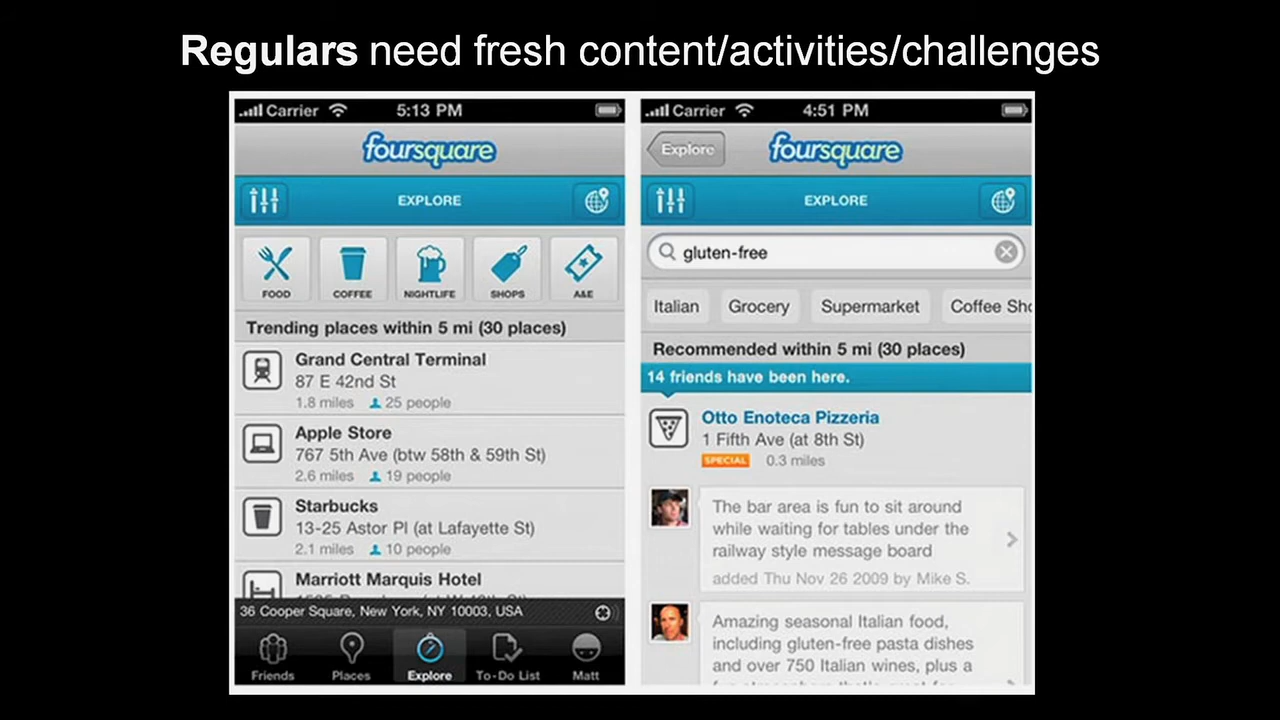 Regulars need fresh content/activities/challenges
Carrier 5:13 PM
foursquare
EXPLORE
FOOD COFFEE NIGHTLIFE SHOPS A&E
Trending places within 5 mi (30 places)
Grand Central Terminal
87 E 42nd St
1.8 miles 25 people
Apple Store
767 5th Ave (btw 58th & 59th St)
2.6 miles 19 people
Starbucks
13-25 Astor Pl (at Lafayette St)
2.1 miles 10 people
Marriott Marquis Hotel
36 Cooper Square, New York, NY 10003, USA
Friends Places Explore To-Do List Matt
Carrier 4:51 PM
Explore foursquare
EXPLORE
gluten-free
Italian Grocery Supermarket Coffee Sho
Recommended within 5 mi (30 places)
14 friends have been here.
Otto Enoteca Pizzeria
1 Fifth Ave (at 8th St)
SPECIAL 0.3 miles
The bar area is fun to sit around
while waiting for tables under the
railway style message board
added Thu Nov 26 2009 by Mike S.
Amazing seasonal Italian food,
including gluten-free pasta dishes
and over 750 Italian wines, plus a